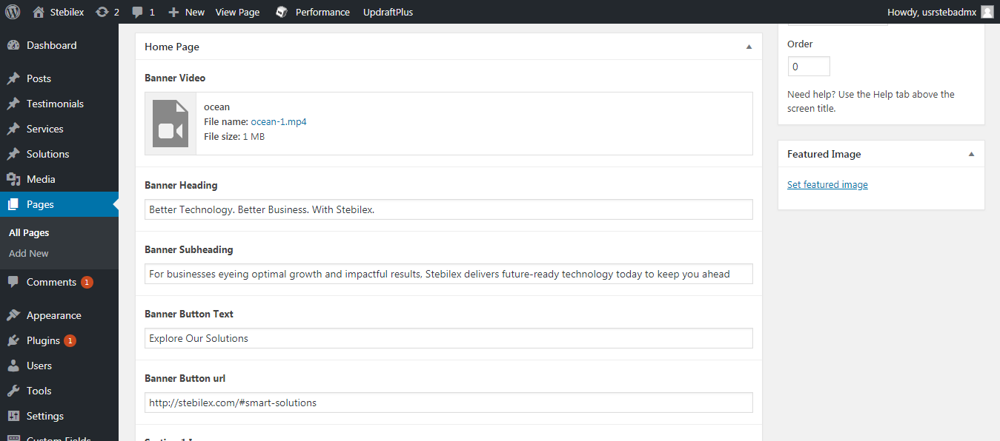 Stebilex 2 1 New View Page Performance UpdraftPlus Howdy, usrstebadmx
Dashboard
Posts
Testimonials
Services
Solutions
Media
Pages
All Pages
Add New
Comments 1
Appearance
Plugins 1
Users
Tools
Settings
Custom Fields
Home Page
Banner Video
ocean
File name: ocean-1.mp4
File size: 1 MB
Banner Heading
Better Technology. Better Business. With Stebilex.
Banner Subheading
For businesses eyeing optimal growth and impactful results, Stebilex delivers future-ready technology today to keep you ahead
Banner Button Text
Explore Our Solutions
Banner Button url
http://stebilex.com/#smart-solutions
Order
0
Need help? Use the Help tab above the
screen title.
Featured Image
Set featured image